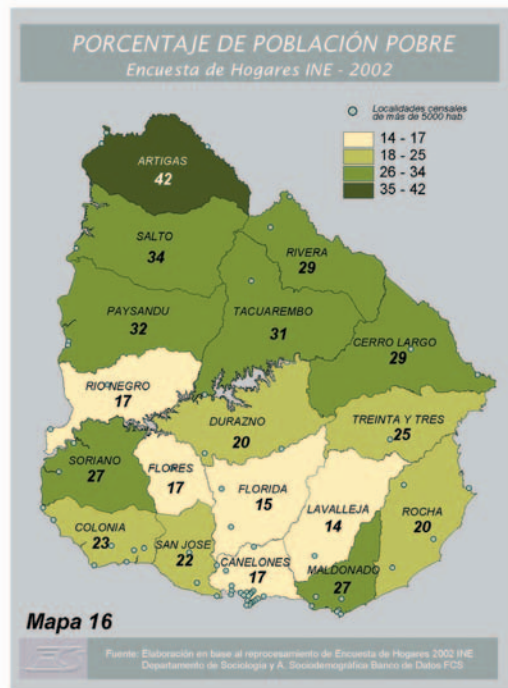 PORCENTAJE DE POBLACIÓN POBRE
Encuesta de Hogares INE - 2002
Localidades censales
de más de 5000 hab.
14 - 17
18 - 25
26 - 34
35 - 42
ARTIGAS
42
SALTO
34
RIVERA
29
PAYSANDU
32
TACUAREMBO
31
CERRO LARGO
29
RIO NEGRO
17
DURAZNO
20
TREINTA Y TRES
25
SORIANO
27
FLORES
17
FLORIDA
15
LAVALLEJA
14
ROCHA
20
COLONIA
23
SAN JOSE
22
CANELONES
17
MALDONADO
27
Mapa 16
Fuente: Elaboración en base al reprocesamiento de Encuesta de Hogares 2002 INE
Departamento de Sociología y A. Sociodemográfica Banco de Datos FCS